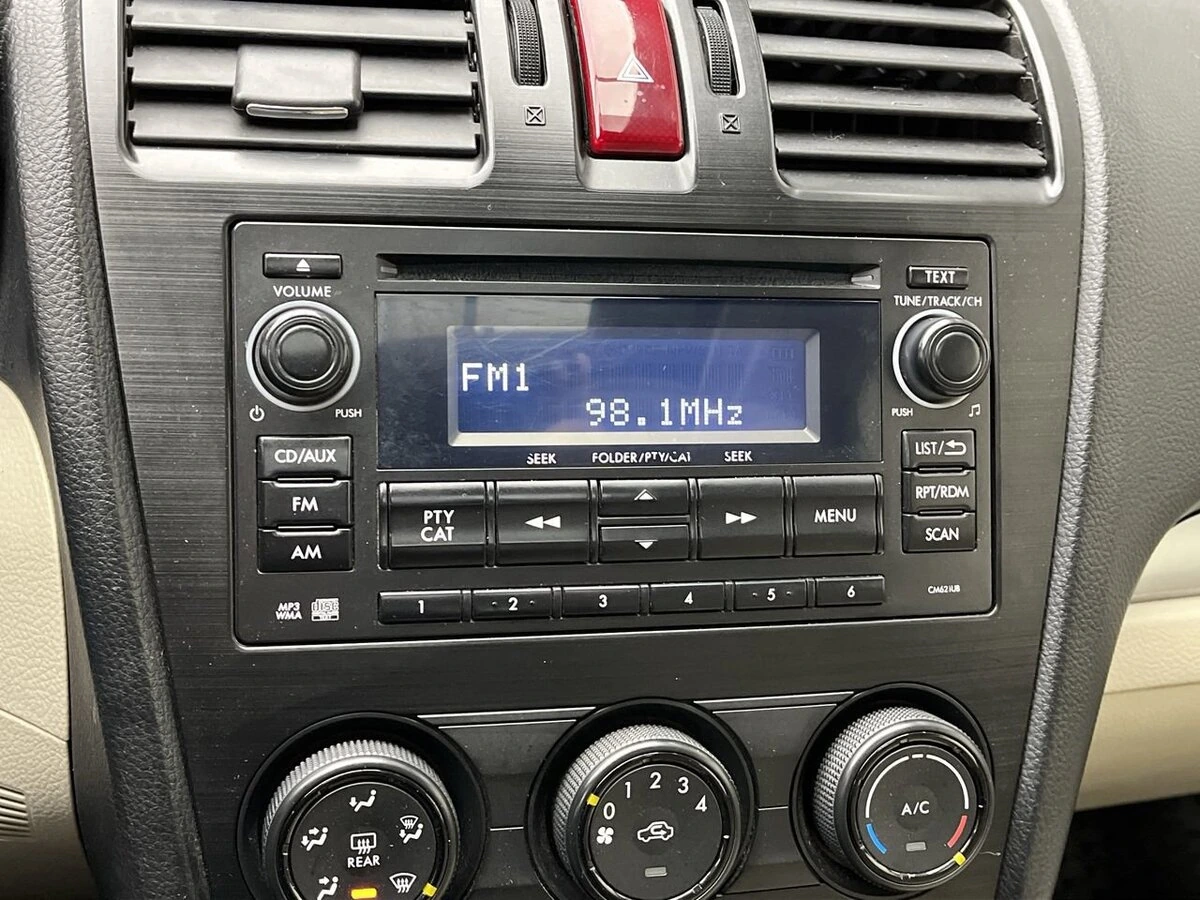 TEXT
VOLUME
TUNE/TRACK/CH
FM1
98.1MHz
PUSH
PUSH
SEEK
FOLDER/PTY/CAT
SEEK
CD/AUX
FM
AM
PTY
CAT
MENU
LIST/
RPT/RDM
SCAN
1
2
3
4
5
6
MP3
WMA
CM621UB
REAR
0
1
2
3
4
A/C